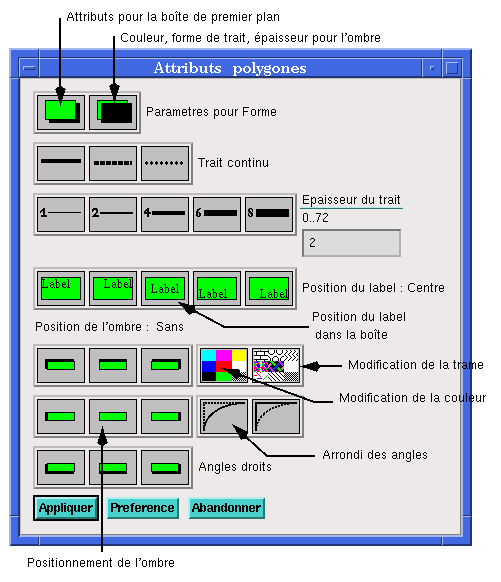 Attributs pour la boîte de premier plan
Couleur, forme de trait, épaisseur pour l'ombre
Attributs polygones
Parametres pour Forme
Trait continu
1 2 4 6 8
Epaisseur du trait
0..72
2
Label Label Label Label Label
Position du label : Centre
Position de l'ombre : Sans
Position du label
dans la boîte
Modification de la trame
Modification de la couleur
Arrondi des angles
Angles droits
Appliquer Preference Abandonner
Positionnement de l'ombre